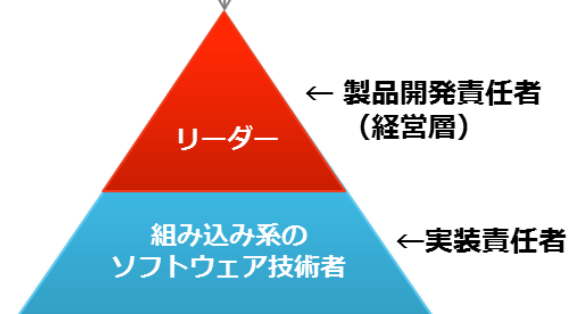 ← 製品開発責任者
（経営層）
リーダー
組み込み系の
ソフトウェア技術者
←実装責任者